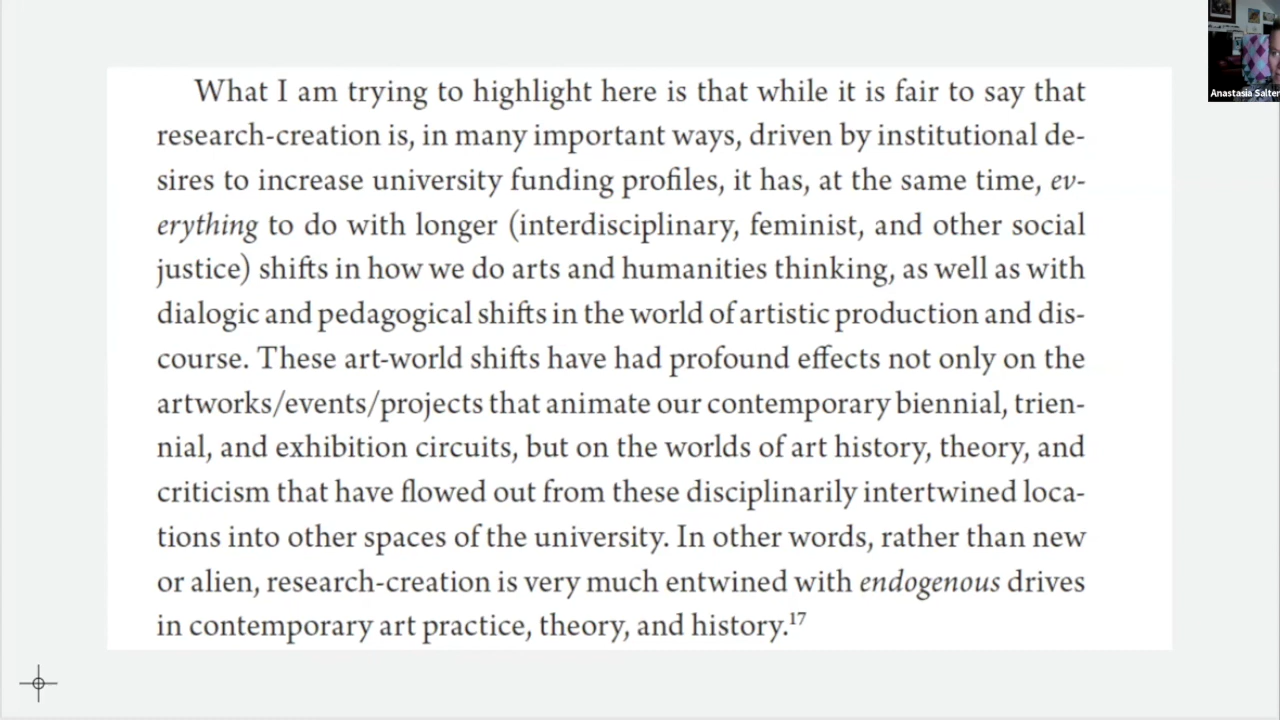 What I am trying to highlight here is that while it is fair to say that
research-creation is, in many important ways, driven by institutional de-
sires to increase university funding profiles, it has, at the same time, ev-
erything to do with longer (interdisciplinary, feminist, and other social
justice) shifts in how we do arts and humanities thinking, as well as with
dialogic and pedagogical shifts in the world of artistic production and dis-
course. These art-world shifts have had profound effects not only on the
artworks/events/projects that animate our contemporary biennial, trien-
nial, and exhibition circuits, but on the worlds of art history, theory, and
criticism that have flowed out from these disciplinarily intertwined loca-
tions into other spaces of the university. In other words, rather than new
or alien, research-creation is very much entwined with endogenous drives
in contemporary art practice, theory, and history.17
Anastasia Salter